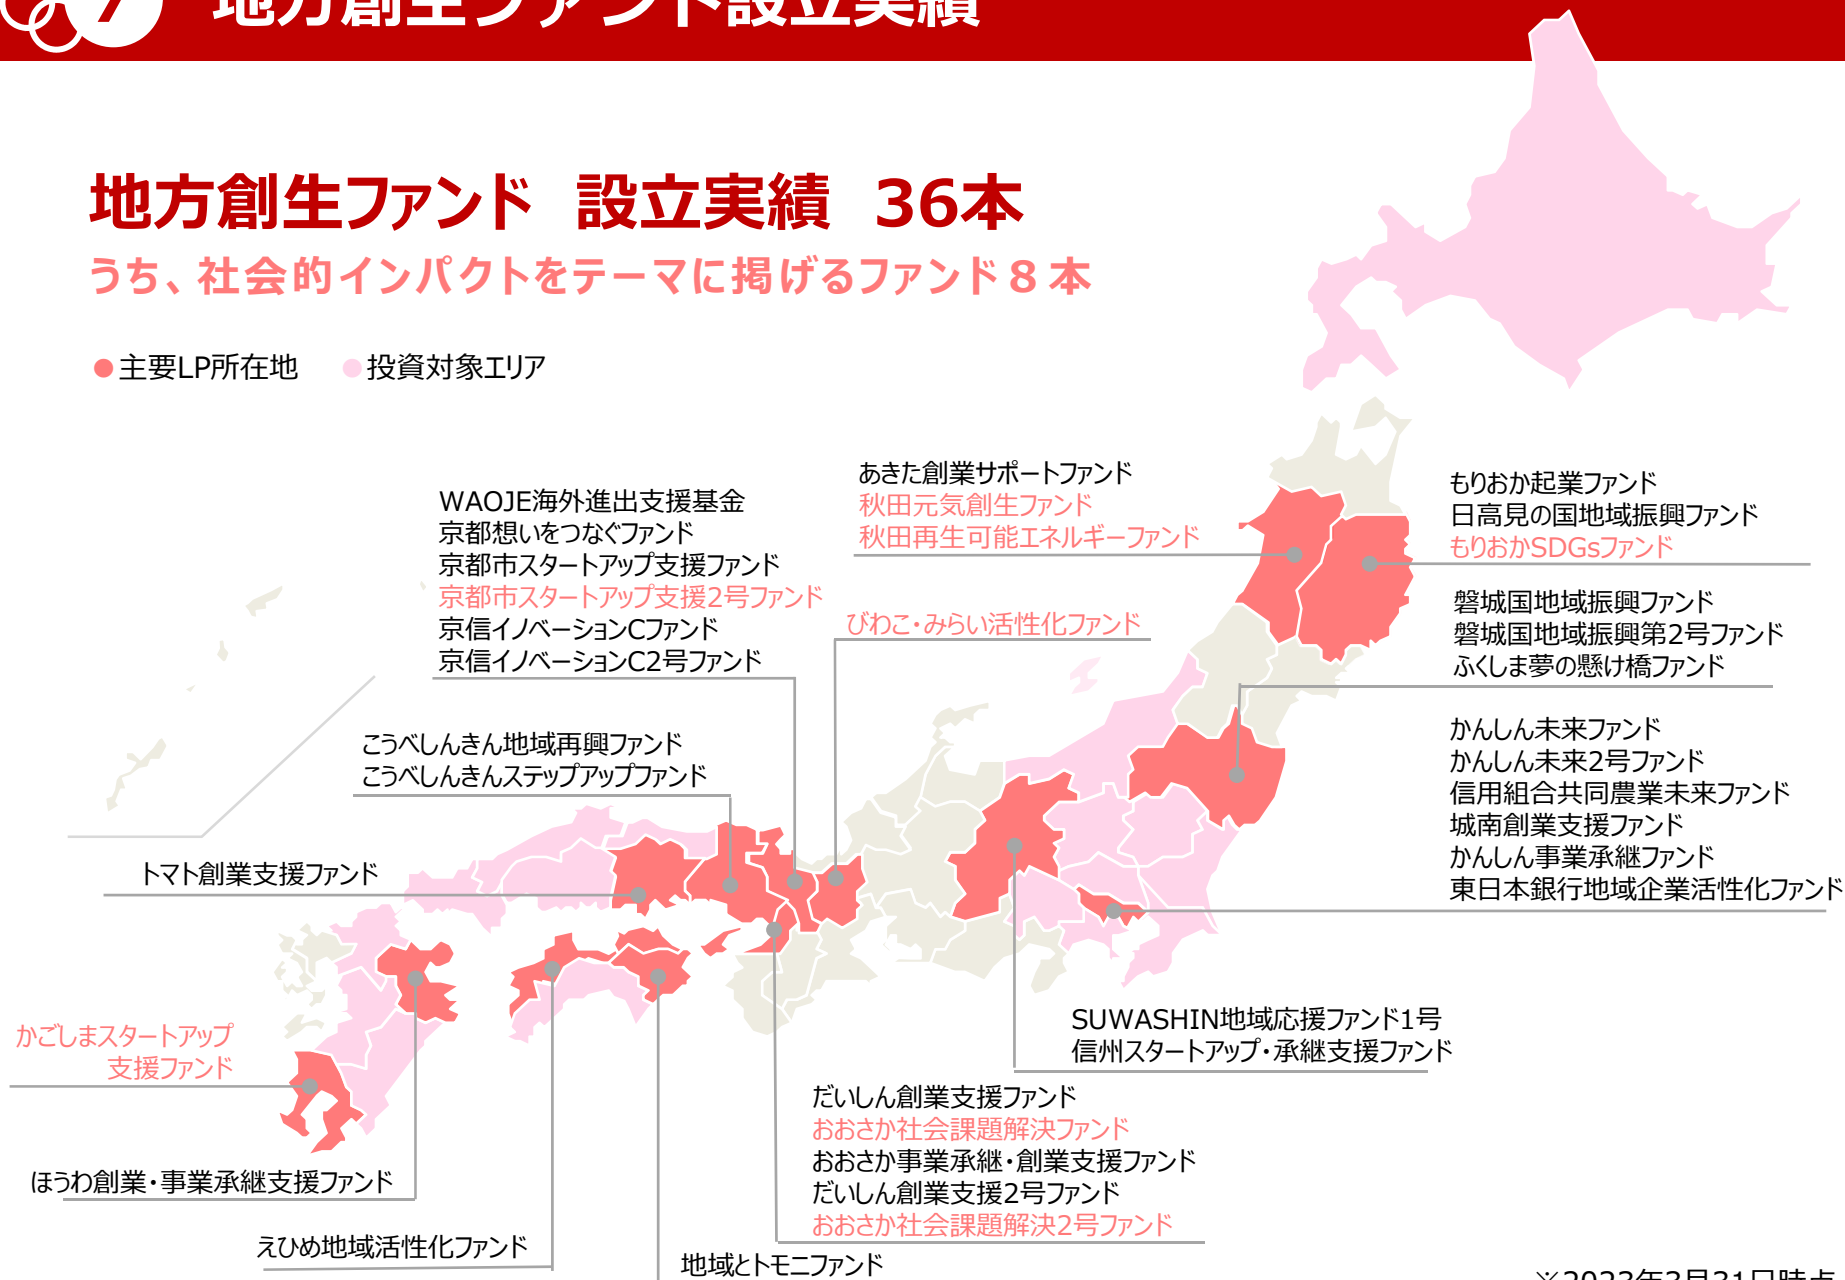 7 地方創生ファンド設立実績
地方創生ファンド 設立実績 36本
うち、社会的インパクトをテーマに掲げるファンド８本
主要LP所在地 投資対象エリア
あきた創業サポートファンド
秋田元気創生ファンド
秋田再生可能エネルギーファンド
もりおか起業ファンド
日高見の国地域振興ファンド
もりおかSDGsファンド
WAOJE海外進出支援基金
京都想いをつなぐファンド
京都市スタートアップ支援ファンド
京都市スタートアップ支援2号ファンド
京信イノベーションCファンド
京信イノベーションC2号ファンド
びわこ・みらい活性化ファンド
磐城国地域振興ファンド
磐城国地域振興第2号ファンド
ふくしま夢の懸け橋ファンド
こうべしんきん地域再興ファンド
こうべしんきんステップアップファンド
かんしん未来ファンド
かんしん未来2号ファンド
信用組合共同農業未来ファンド
城南創業支援ファンド
かんしん事業承継ファンド
東日本銀行地域企業活性化ファンド
トマト創業支援ファンド
SUWASHIN地域応援ファンド1号
信州スタートアップ・承継支援ファンド
かごしまスタートアップ
支援ファンド
だいしん創業支援ファンド
おおさか社会課題解決ファンド
おおさか事業承継・創業支援ファンド
だいしん創業支援2号ファンド
おおさか社会課題解決2号ファンド
ほうわ創業・事業承継支援ファンド
えひめ地域活性化ファンド
地域とトモニファンド
※2023年3月31日時点